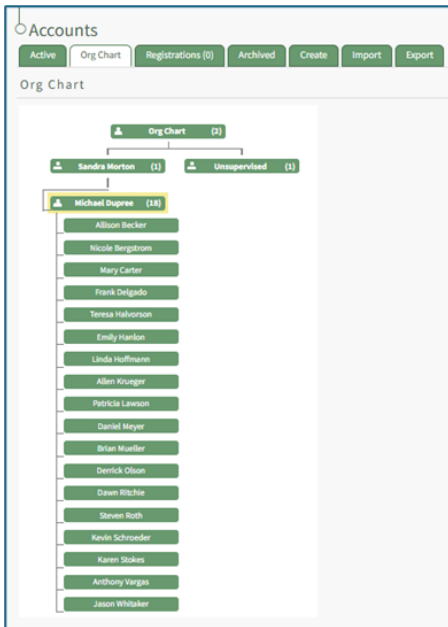 Accounts
Active Org Chart Registrations (0) Archived Create Import Export
Org Chart
Org Chart (2)
Sandra Morton (1) Unsupervised (1)
Michael Dupree (18)
Allison Becker
Nicole Bergstrom
Mary Carter
Frank Delgado
Teresa Halvorson
Emily Hanlon
Linda Hoffmann
Allen Krueger
Patricia Lawson
Daniel Meyer
Brian Mueller
Derrick Olson
Dawn Ritchie
Steven Roth
Kevin Schroeder
Karen Stokes
Anthony Vargas
Jason Whitaker